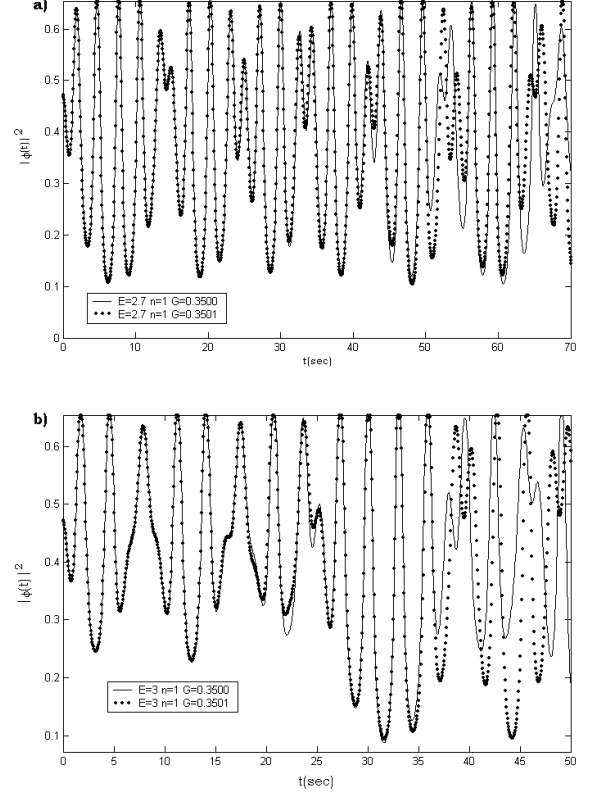 a)
0.6
0.5
0.4
0.3
0.2
0.1
0
|ϕ(t)|²
E=2.7 n=1 G=0.3500
E=2.7 n=1 G=0.3501
0 10 20 30 40 50 60 70
t(sec)
b)
0.6
0.5
0.4
0.3
0.2
0.1
|ϕ(t)|²
E=3 n=1 G=0.3500
E=3 n=1 G=0.3501
0 5 10 15 20 25 30 35 40 45 50
t(sec)